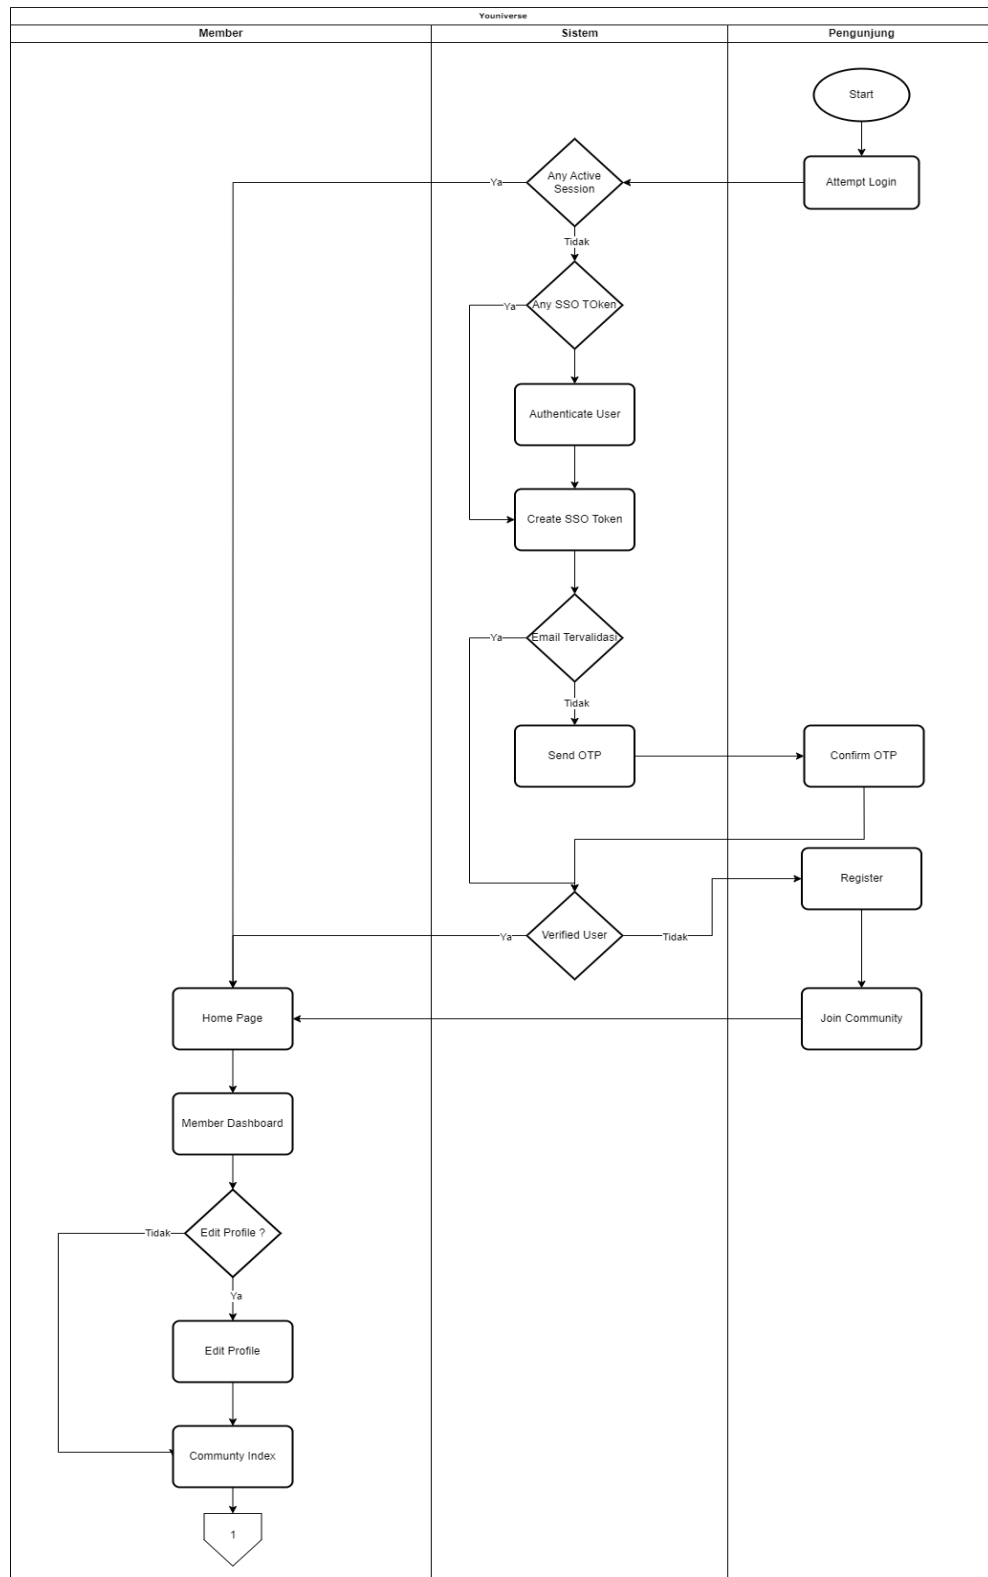 Youniverse
Member
Sistem
Pengunjung
Start
Attempt Login
Any Active
Session
Ya
Tidak
Any SSO TOken
Ya
Authenticate User
Create SSO Token
Email Tervalidasi
Ya
Tidak
Send OTP
Confirm OTP
Register
Verified User
Ya
Tidak
Home Page
Join Community
Member Dashboard
Edit Profile ?
Tidak
Ya
Edit Profile
Communty Index
1